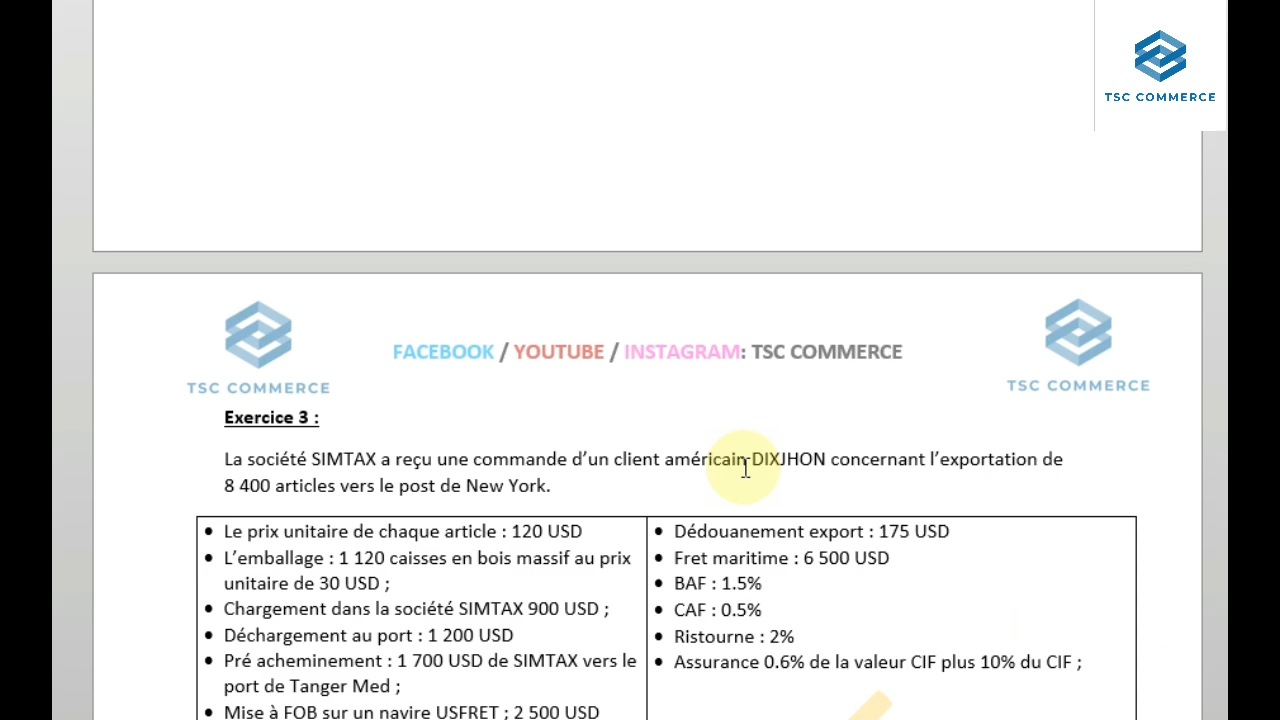 TSC COMMERCE
FACEBOOK / YOUTUBE / INSTAGRAM: TSC COMMERCE
TSC COMMERCE
TSC COMMERCE
Exercice 3 :
La société SIMTAX a reçu une commande d’un client américain DIXJHON concernant l’exportation de
8 400 articles vers le post de New York.
• Le prix unitaire de chaque article : 120 USD
• L’emballage : 1 120 caisses en bois massif au prix
unitaire de 30 USD ;
• Chargement dans la société SIMTAX 900 USD ;
• Déchargement au port : 1 200 USD
• Pré acheminement : 1 700 USD de SIMTAX vers le
port de Tanger Med ;
• Mise à FOB sur un navire USFRET ; 2 500 USD
• Dédouanement export : 175 USD
• Fret maritime : 6 500 USD
• BAF : 1.5%
• CAF : 0.5%
• Ristourne : 2%
• Assurance 0.6% de la valeur CIF plus 10% du CIF ;